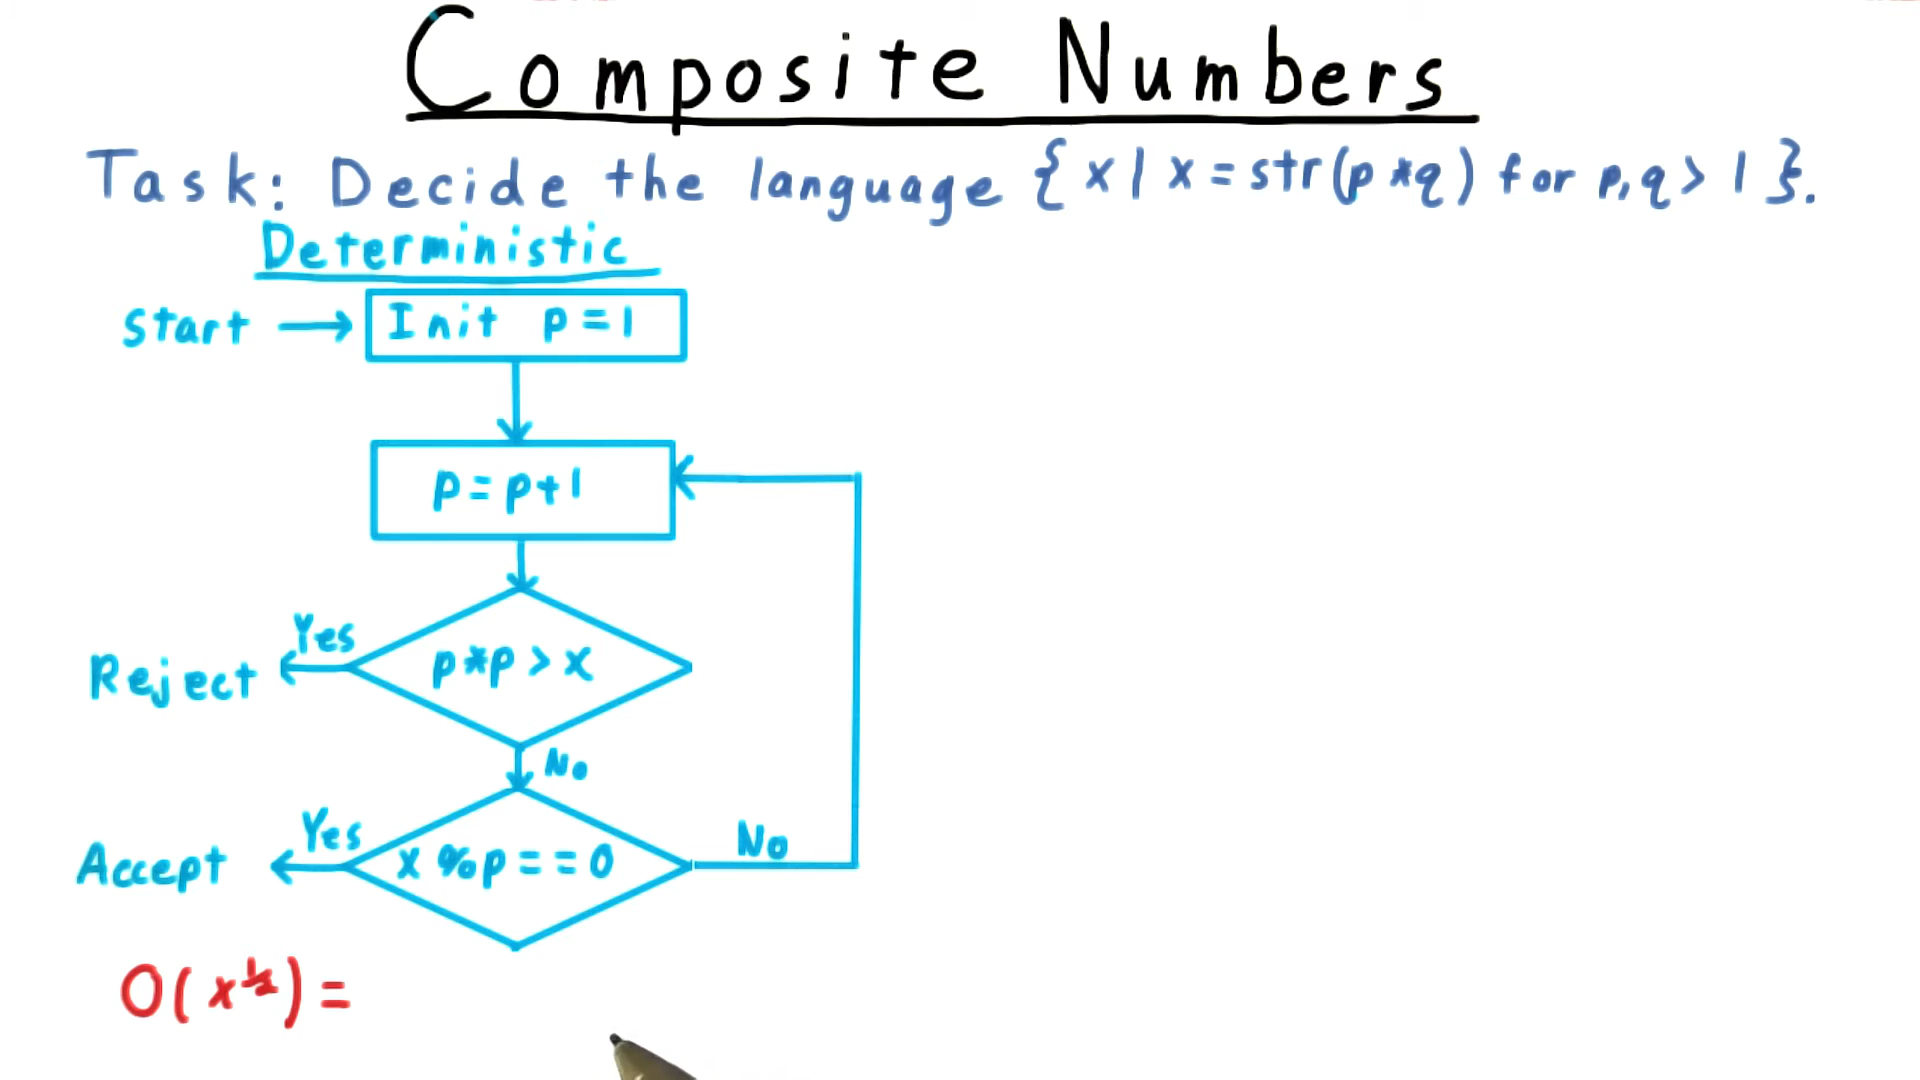 Composite Numbers
Task: Decide the language { x | x = str(p*q) for p,q > 1 }.
Deterministic
Start → Init p=1
p=p+1
Yes
Reject
p*p > x
No
Yes
Accept
x%p==0
No
O(x^½) =